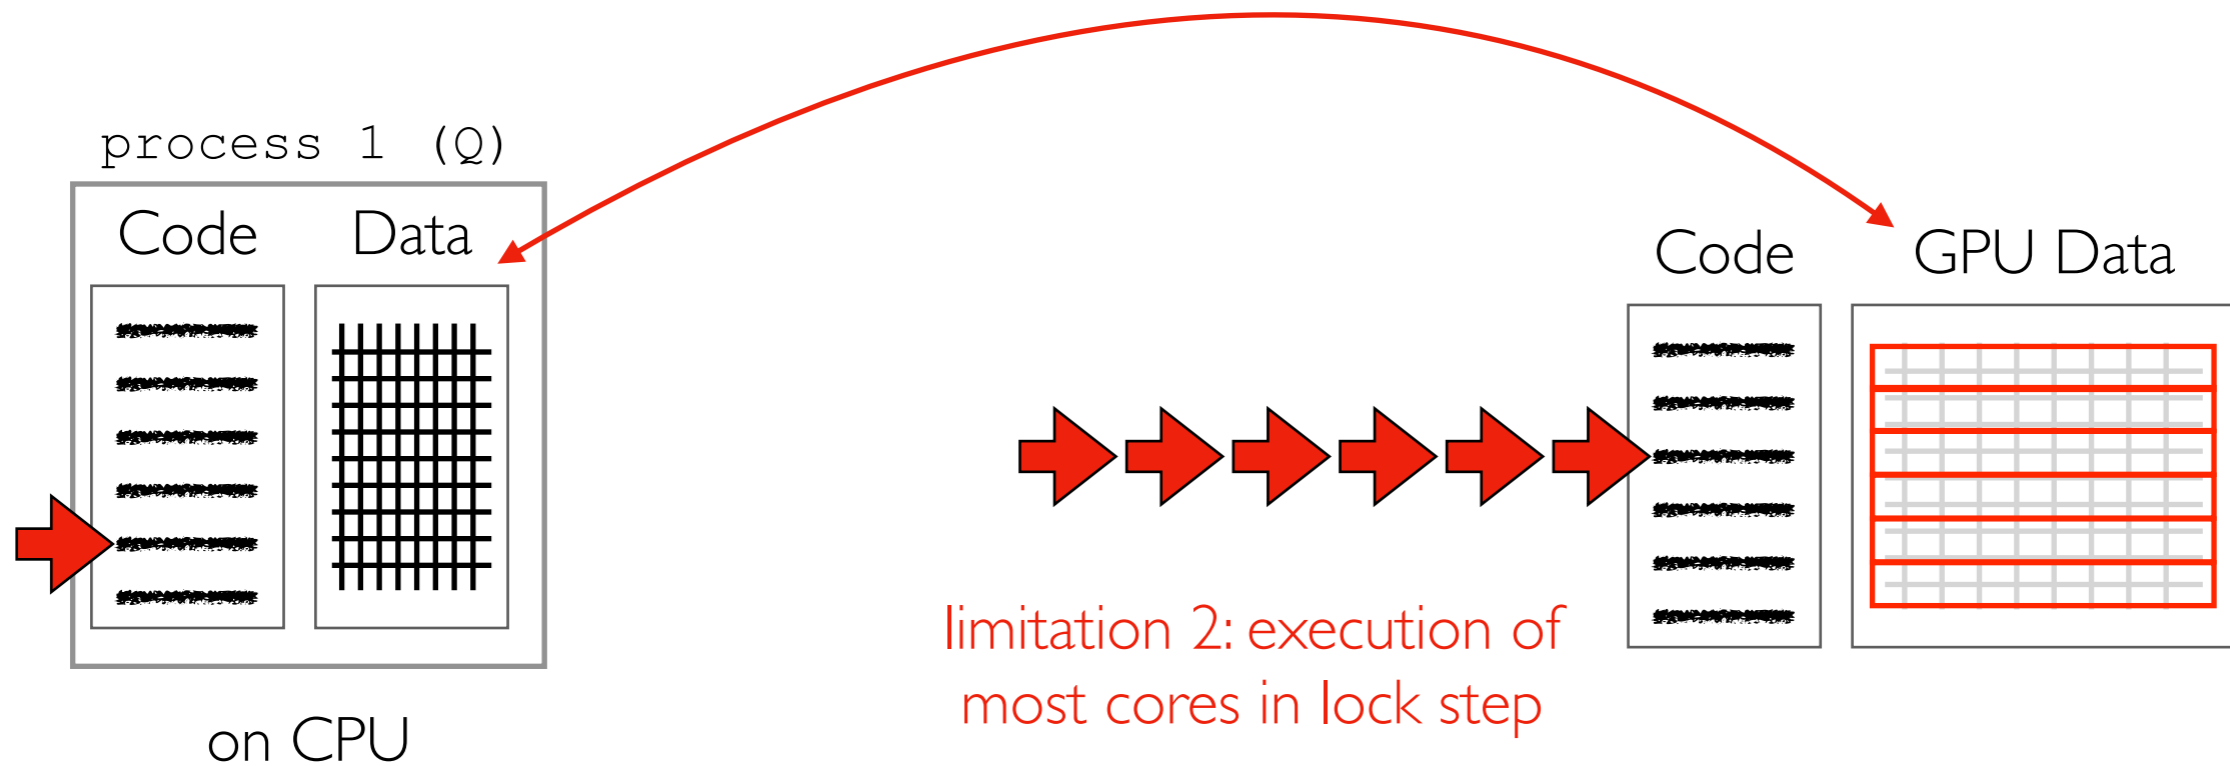 process 1 (Q)
Code
Data
on CPU
limitation 2: execution of
most cores in lock step
Code
GPU Data